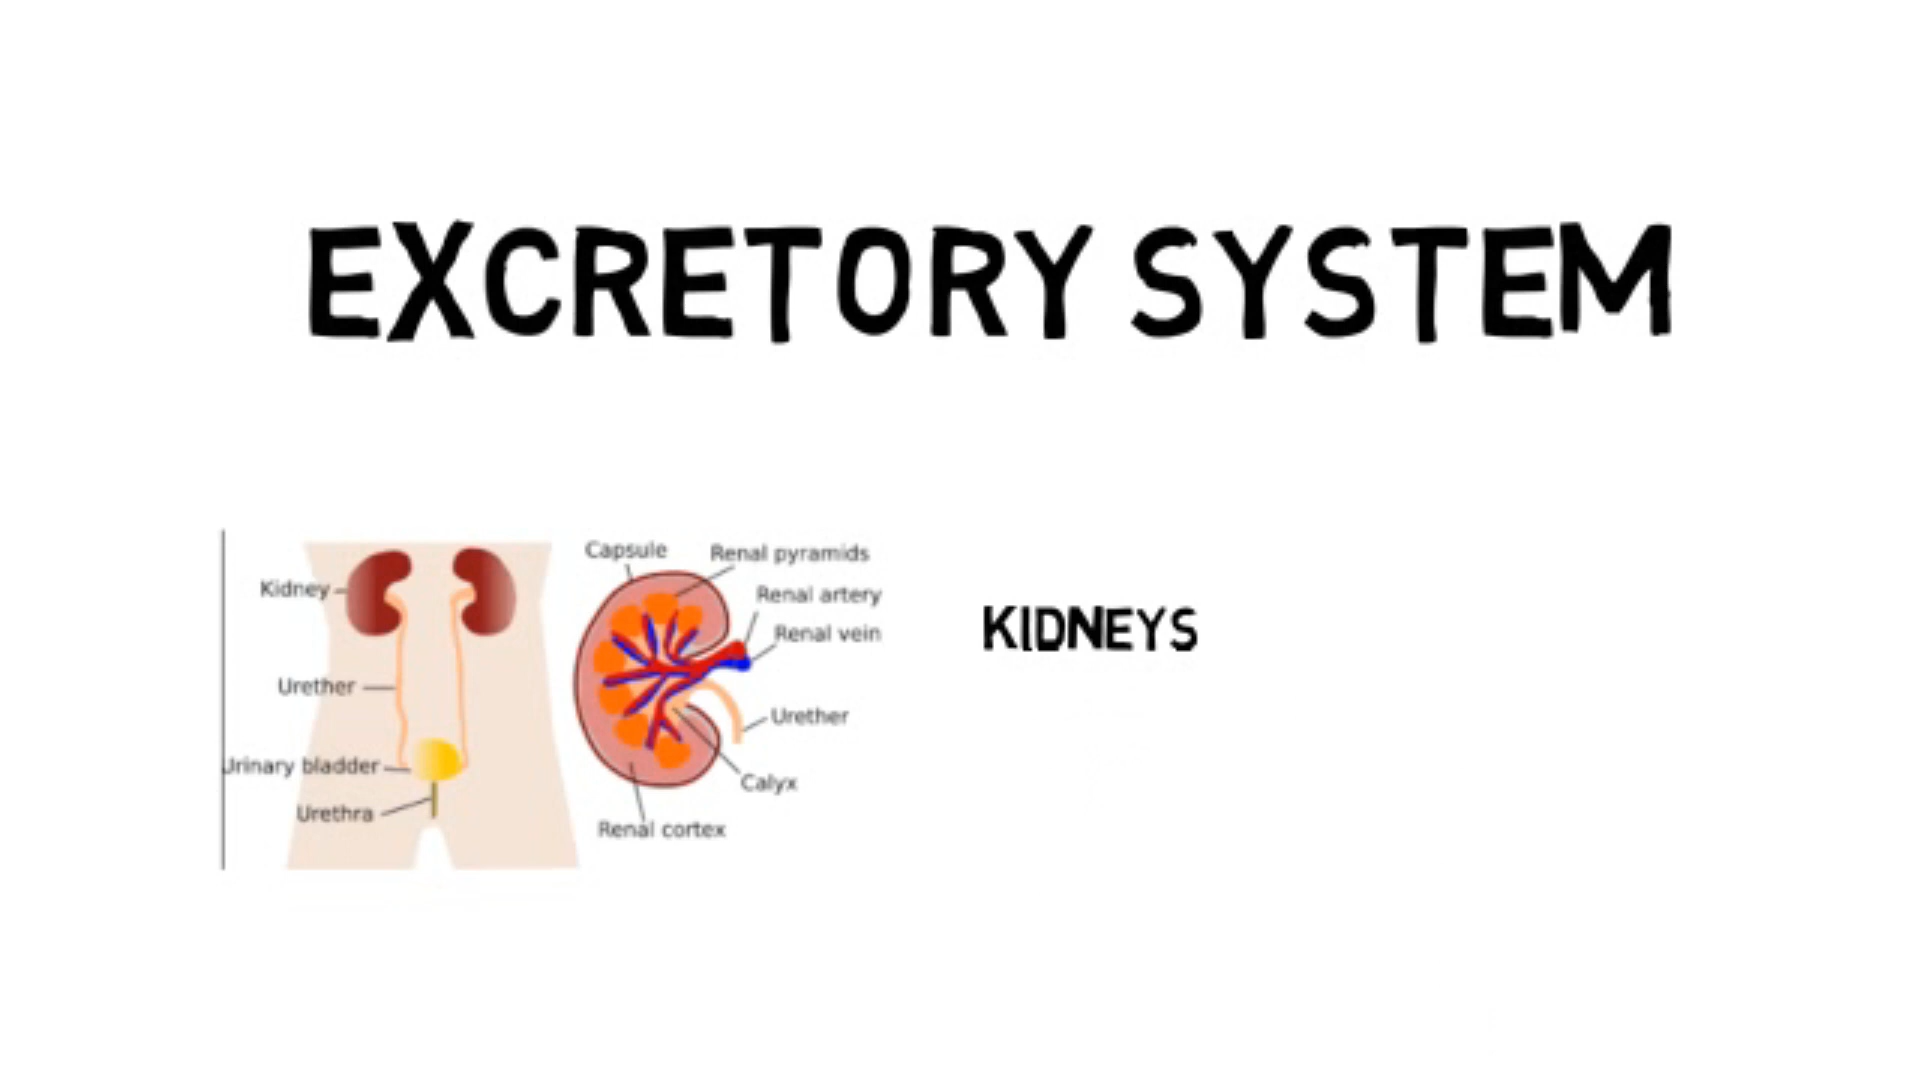 EXCRETORY SYSTEM
Capsule
Renal pyramids
Kidney
Renal artery
Renal vein
KIDNEYS
Urether
Urether
Urinary bladder
Calyx
Urethra
Renal cortex